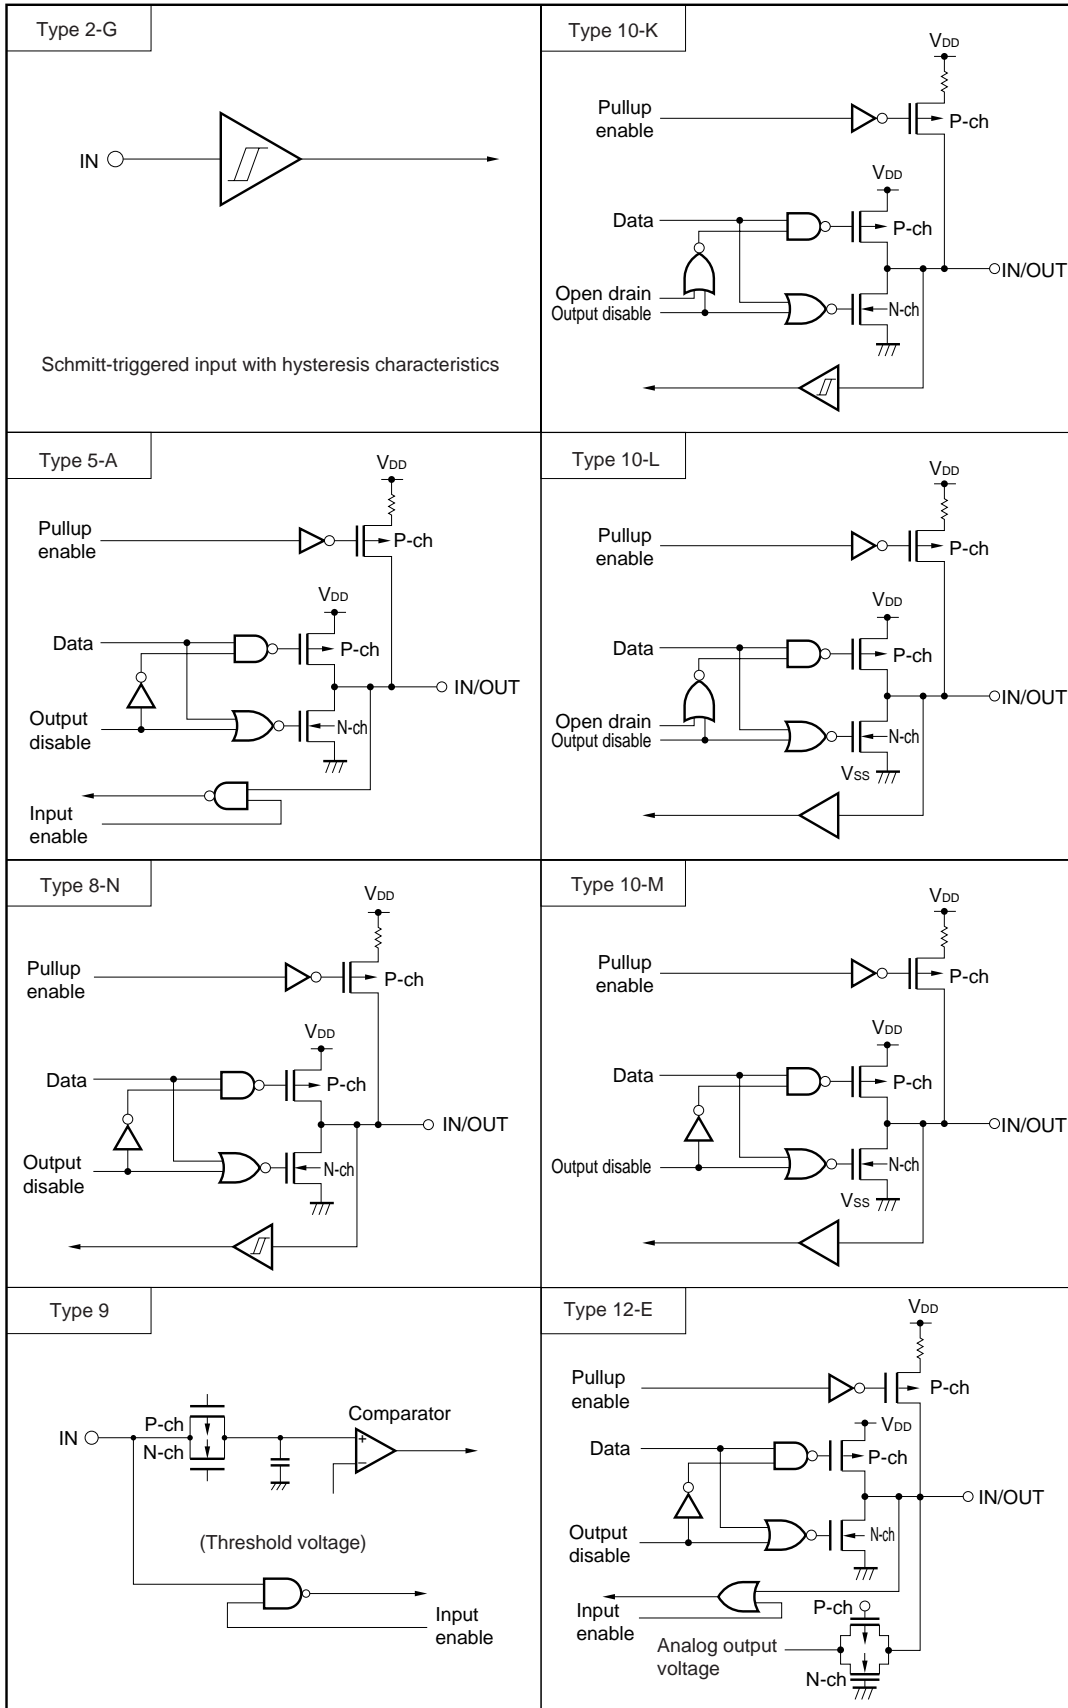 Type 2-G
IN
Schmitt-triggered input with hysteresis characteristics
Type 10-K
VDD
Pullup
enable
P-ch
VDD
Data
P-ch
IN/OUT
Open drain
Output disable
N-ch
Type 5-A
VDD
Pullup
enable
P-ch
VDD
Data
P-ch
IN/OUT
Output
disable
N-ch
Input
enable
Type 10-L
VDD
Pullup
enable
P-ch
VDD
Data
P-ch
IN/OUT
Open drain
Output disable
N-ch
VSS
Type 8-N
VDD
Pullup
enable
P-ch
VDD
Data
P-ch
IN/OUT
Output
disable
N-ch
Type 10-M
VDD
Pullup
enable
P-ch
VDD
Data
P-ch
IN/OUT
Output disable
N-ch
VSS
Type 9
P-ch
IN
N-ch
Comparator
+
−
(Threshold voltage)
Input
enable
Type 12-E
VDD
Pullup
enable
P-ch
VDD
Data
P-ch
IN/OUT
Output
disable
N-ch
Input
enable
P-ch
Analog output
voltage
N-ch